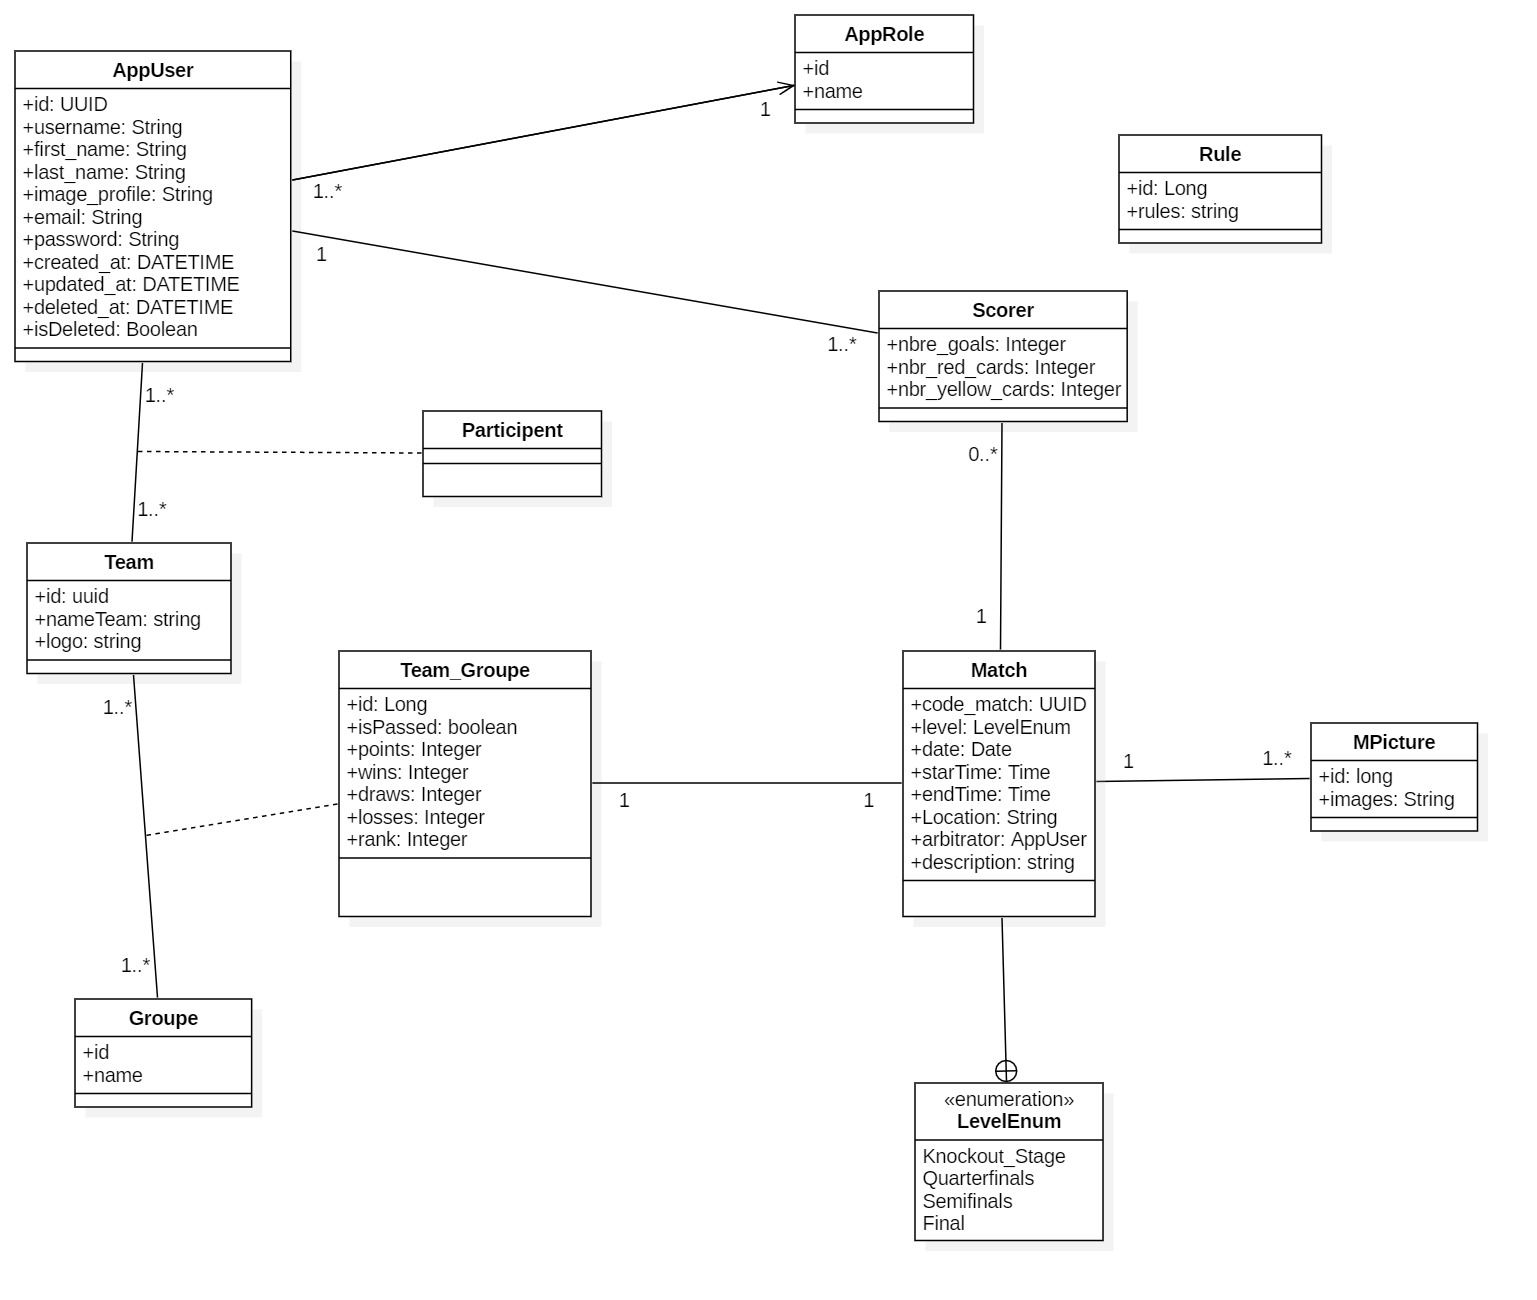 AppUser
+id: UUID
+username: String
+first_name: String
+last_name: String
+image_profile: String
+email: String
+password: String
+created_at: DATETIME
+updated_at: DATETIME
+deleted_at: DATETIME
+isDeleted: Boolean
AppRole
+id
+name
1
1..*
Rule
+id: Long
+rules: string
1
1..*
Scorer
+nbre_goals: Integer
+nbr_red_cards: Integer
+nbr_yellow_cards: Integer
1..*
Participent
1..*
0..*
1
Team
+id: uuid
+nameTeam: string
+logo: string
1..*
Team_Groupe
+id: Long
+isPassed: boolean
+points: Integer
+wins: Integer
+draws: Integer
+losses: Integer
+rank: Integer
1
1
Match
+code_match: UUID
+level: LevelEnum
+date: Date
+starTime: Time
+endTime: Time
+Location: String
+arbitrator: AppUser
+description: string
1
1..*
MPicture
+id: long
+images: String
1..*
Groupe
+id
+name
«enumeration»
LevelEnum
Knockout_Stage
Quarterfinals
Semifinals
Final